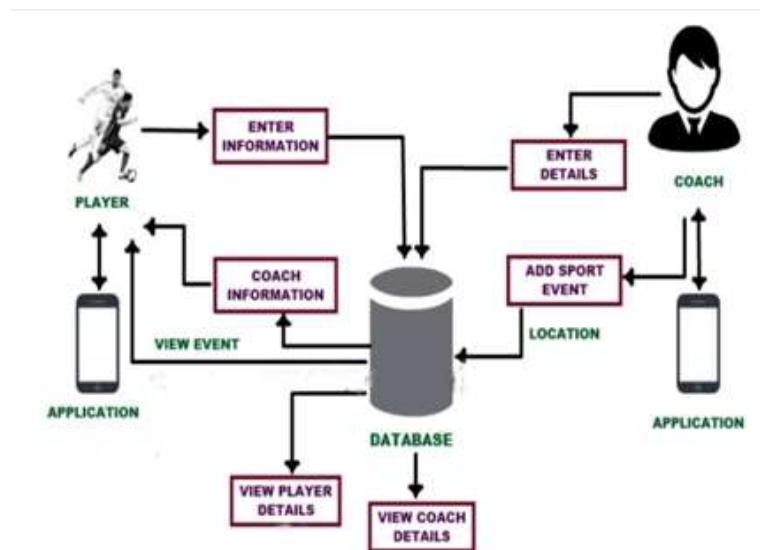 ENTER
INFORMATION
ENTER
DETAILS
PLAYER
COACH
COACH
INFORMATION
ADD SPORT
EVENT
VIEW EVENT
LOCATION
APPLICATION
APPLICATION
DATABASE
VIEW PLAYER
DETAILS
VIEW COACH
DETAILS